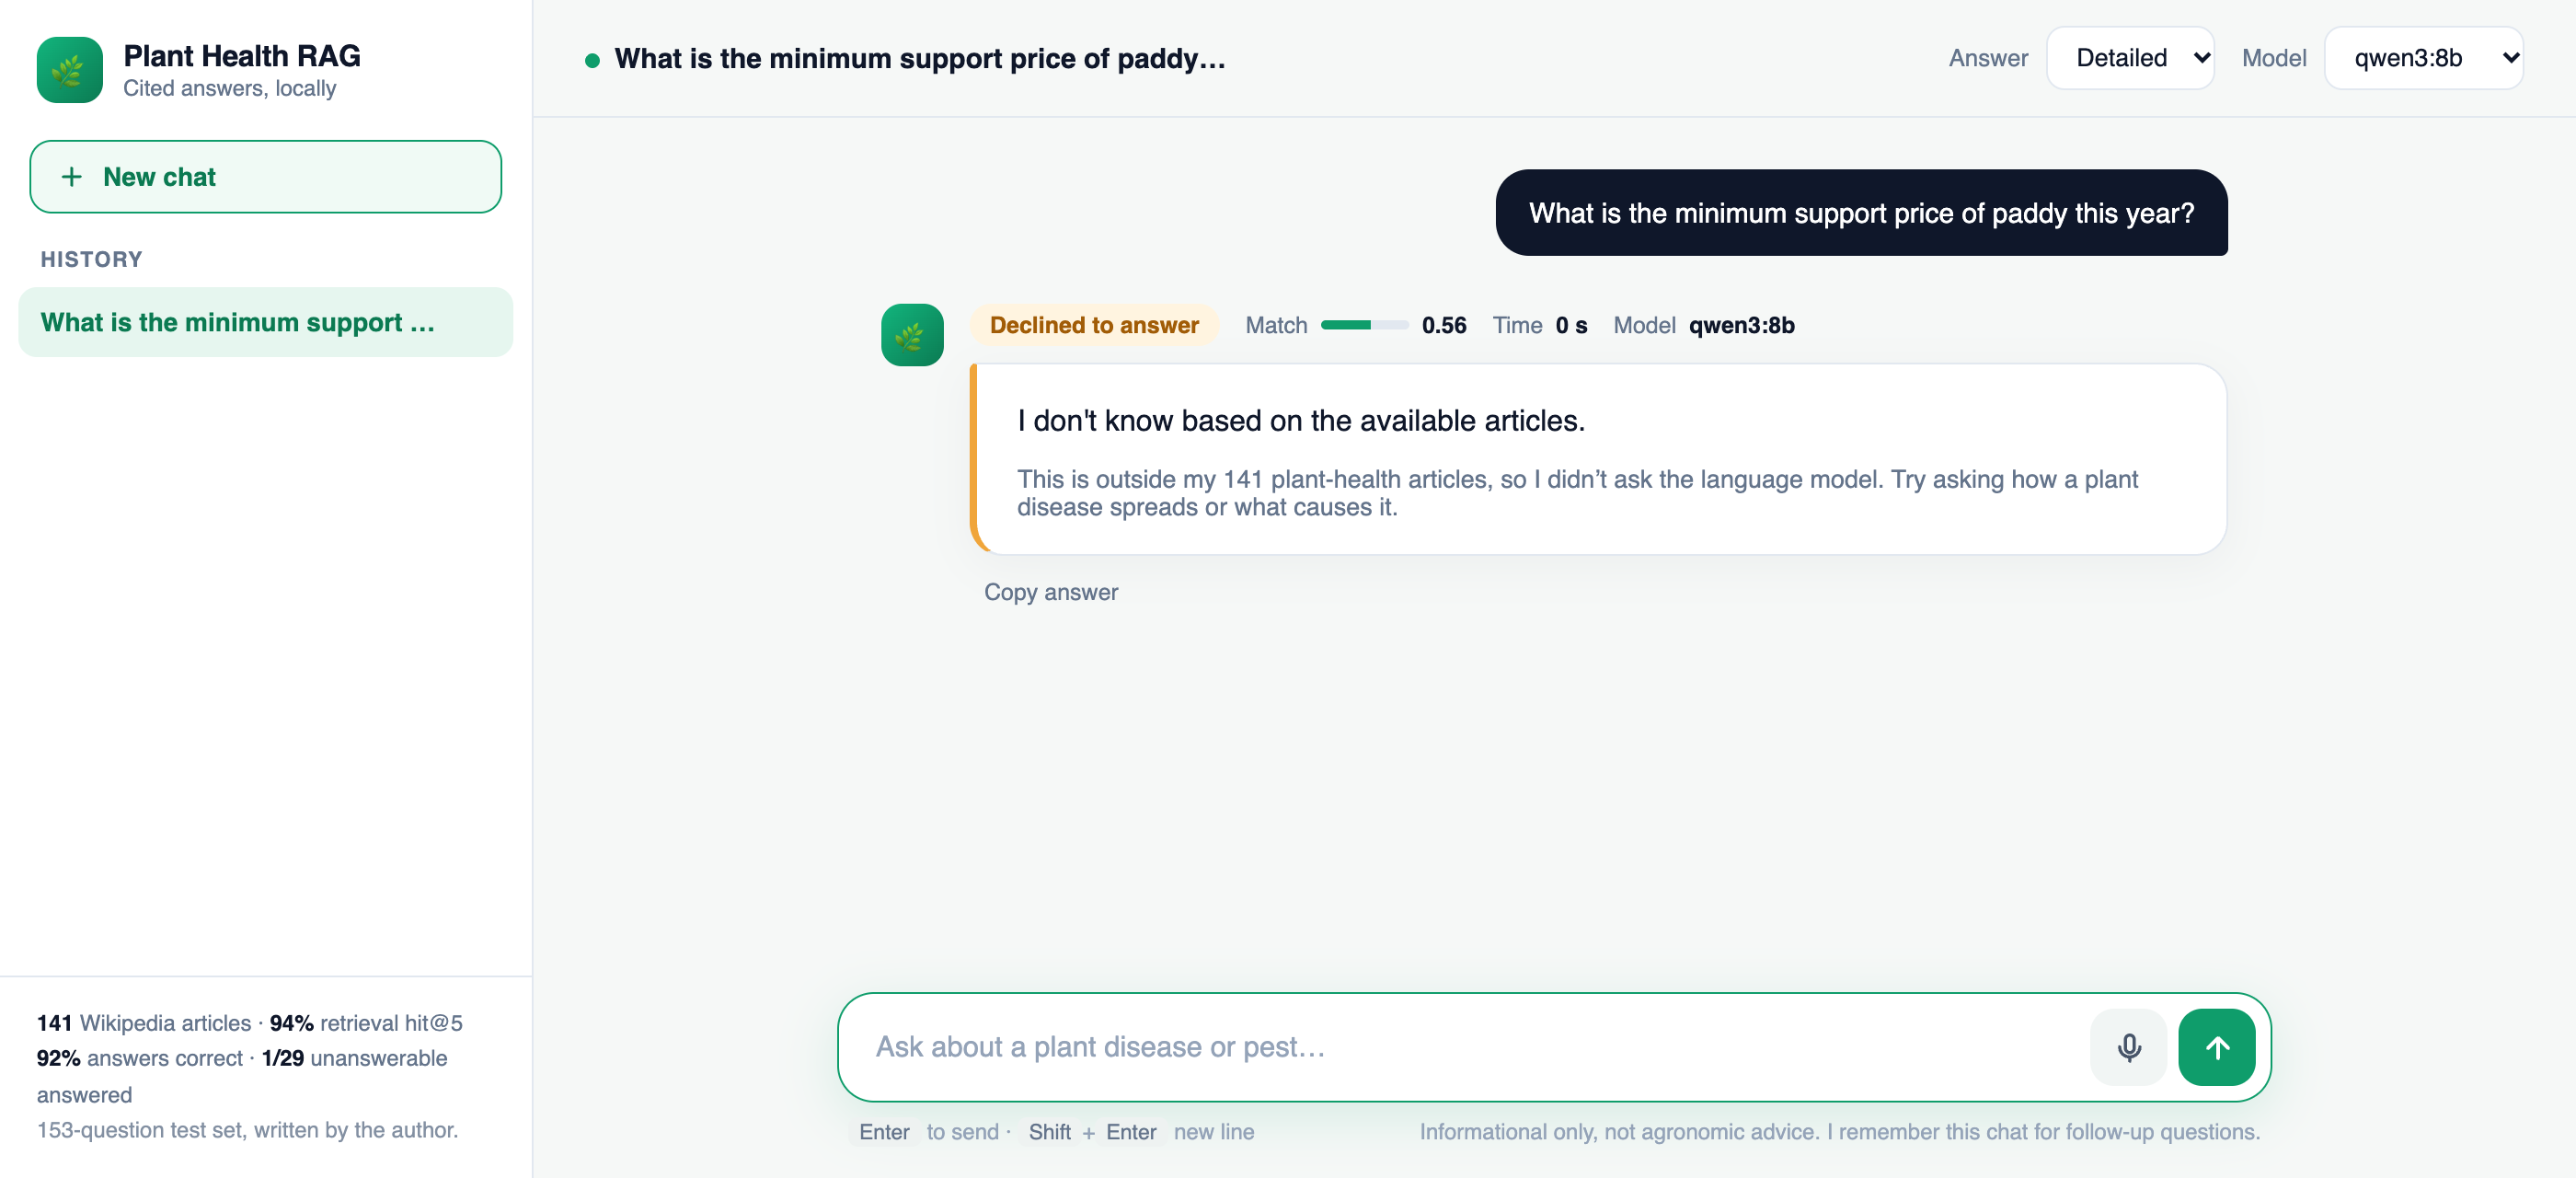 Plant Health RAG
Cited answers, locally
+ New chat
HISTORY
What is the minimum support …
141 Wikipedia articles · 94% retrieval hit@5
92% answers correct · 1/29 unanswerable
answered
153-question test set, written by the author.
What is the minimum support price of paddy…
Answer Detailed Model qwen3:8b
What is the minimum support price of paddy this year?
Declined to answer Match 0.56 Time 0 s Model qwen3:8b
I don't know based on the available articles.
This is outside my 141 plant-health articles, so I didn’t ask the language model. Try asking how a plant
disease spreads or what causes it.
Copy answer
Ask about a plant disease or pest…
Enter to send · Shift + Enter new line
Informational only, not agronomic advice. I remember this chat for follow-up questions.